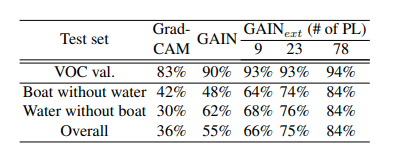 Test set Grad-CAM GAIN GAINext (# of PL)
9 23 78
VOC val. 83% 90% 93% 93% 94%
Boat without water 42% 48% 64% 74% 84%
Water without boat 30% 62% 68% 76% 84%
Overall 36% 55% 66% 75% 84%